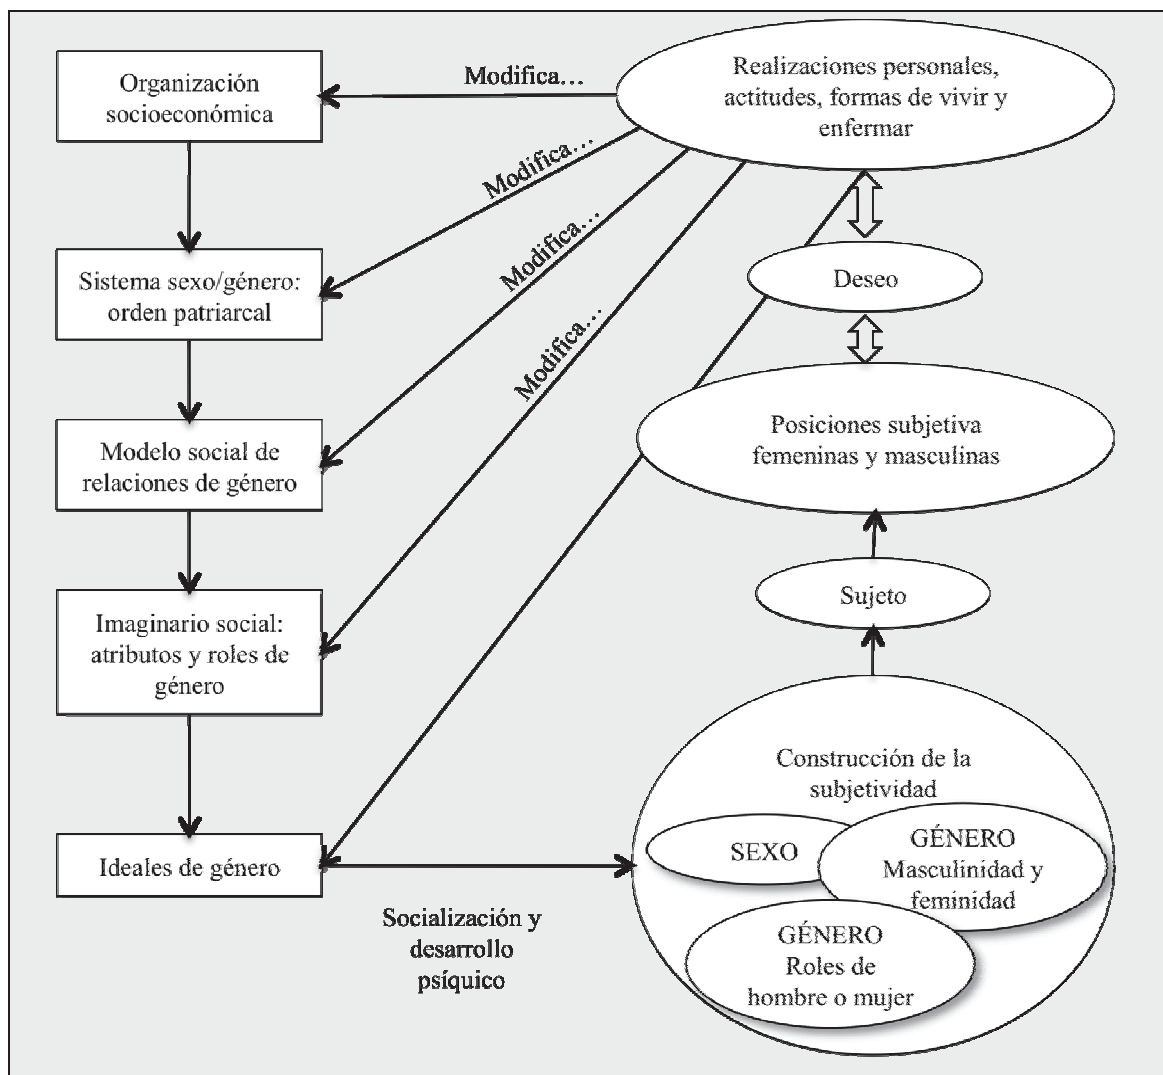 Organización
socioeconómica
Modifica…
Realizaciones personales,
actitudes, formas de vivir y
enfermar
Modifica…
Modifica…
Modifica…
Sistema sexo/género:
orden patriarcal
Deseo
Modelo social de
relaciones de género
Posiciones subjetiva
femeninas y masculinas
Imaginario social:
atributos y roles de
género
Sujeto
Ideales de género
Socialización y
desarrollo
psíquico
Construcción de la
subjetividad
SEXO
GÉNERO
Masculinidad y
feminidad
GÉNERO
Roles de
hombre o mujer